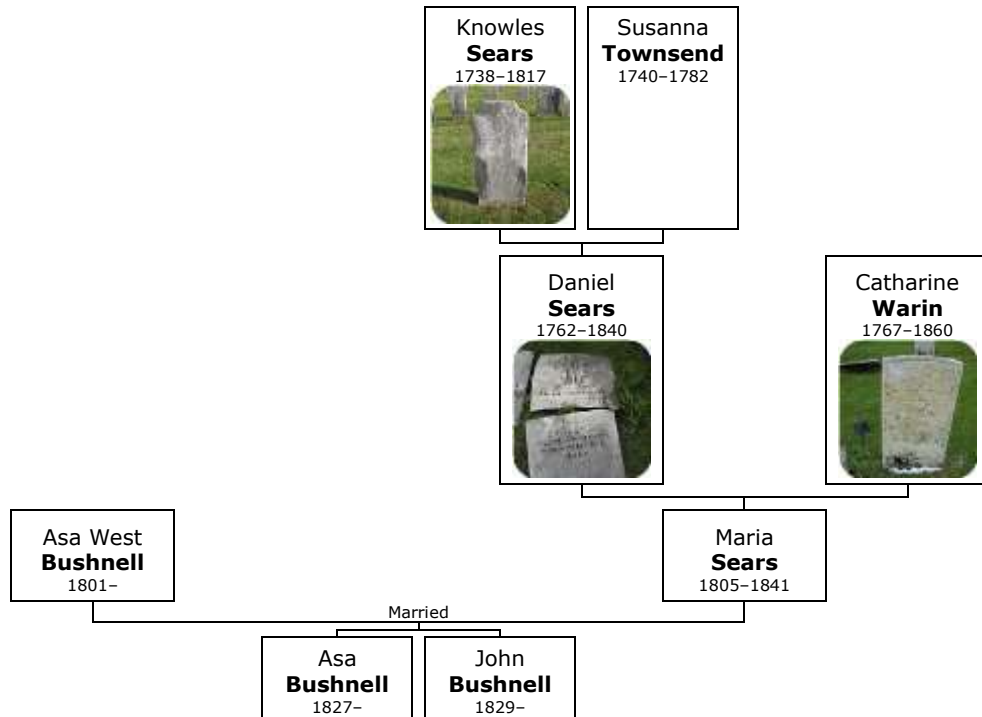 Knowles
Sears
1738–1817
Susanna
Townsend
1740–1782
Daniel
Sears
1762–1840
Catharine
Warin
1767–1860
Asa West
Bushnell
1801–
Maria
Sears
1805–1841
Married
Asa
Bushnell
1827–
John
Bushnell
1829–